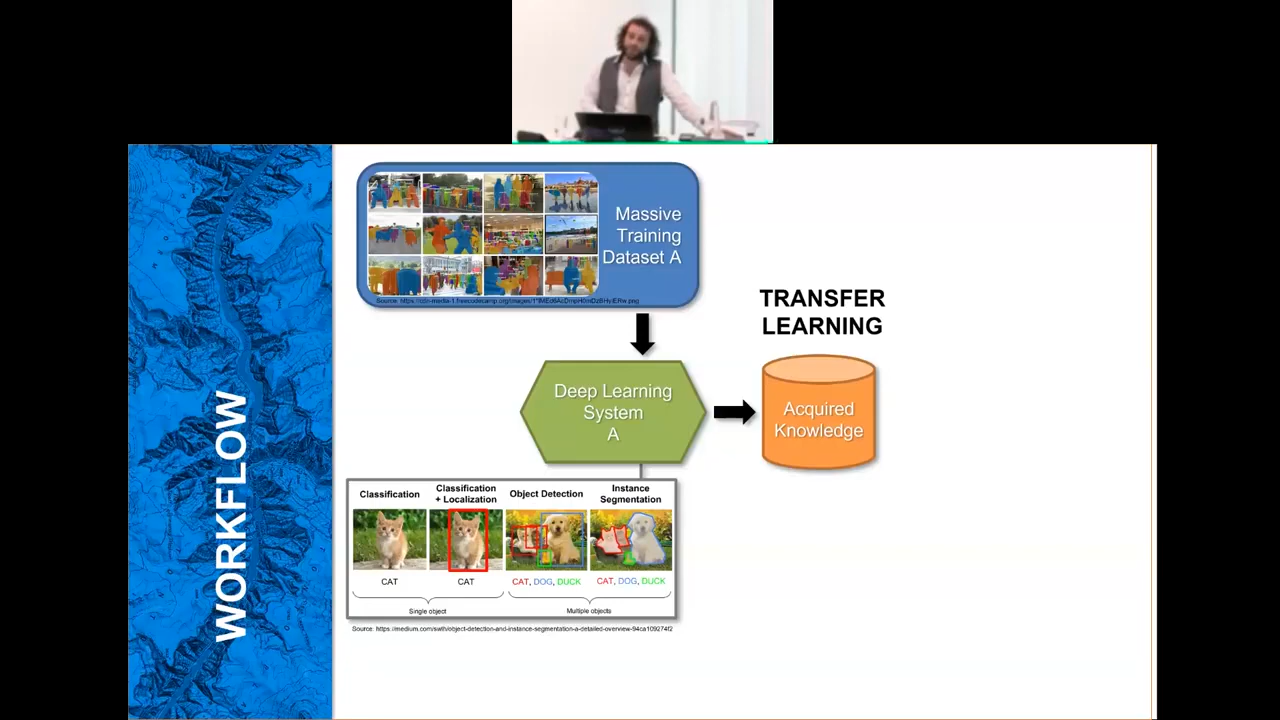 WORKFLOW
Massive
Training
Dataset A
TRANSFER
LEARNING
Deep Learning
System
A
Acquired
Knowledge
Classification
Classification
+ Localization
Object Detection
Instance
Segmentation
CAT
CAT
CAT, DOG, DUCK
CAT, DOG, DUCK
Single object
Multiple objects
Source: https://medium.com/swlh/object-detection-and-instance-segmentation-a-detailed-overview-94ca109274f2